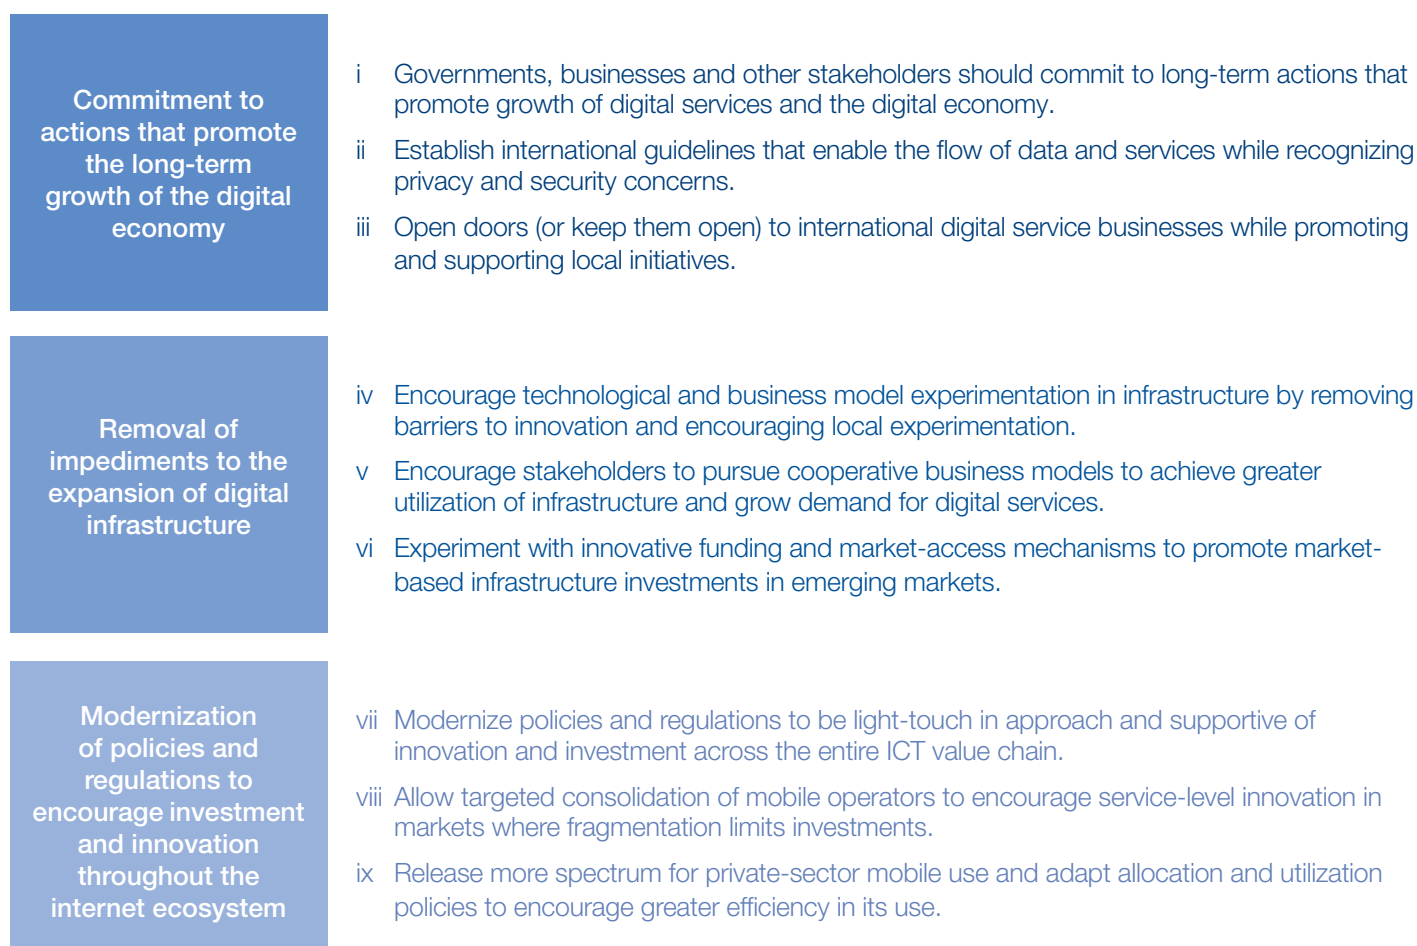 Commitment to
actions that promote
the long-term
growth of the digital
economy
i Governments, businesses and other stakeholders should commit to long-term actions that
promote growth of digital services and the digital economy.
ii Establish international guidelines that enable the flow of data and services while recognizing
privacy and security concerns.
iii Open doors (or keep them open) to international digital service businesses while promoting
and supporting local initiatives.
Removal of
impediments to the
expansion of digital
infrastructure
iv Encourage technological and business model experimentation in infrastructure by removing
barriers to innovation and encouraging local experimentation.
v Encourage stakeholders to pursue cooperative business models to achieve greater
utilization of infrastructure and grow demand for digital services.
vi Experiment with innovative funding and market-access mechanisms to promote market-
based infrastructure investments in emerging markets.
Modernization
of policies and
regulations to
encourage investment
and innovation
throughout the
internet ecosystem
vii Modernize policies and regulations to be light-touch in approach and supportive of
innovation and investment across the entire ICT value chain.
viii Allow targeted consolidation of mobile operators to encourage service-level innovation in
markets where fragmentation limits investments.
ix Release more spectrum for private-sector mobile use and adapt allocation and utilization
policies to encourage greater efficiency in its use.